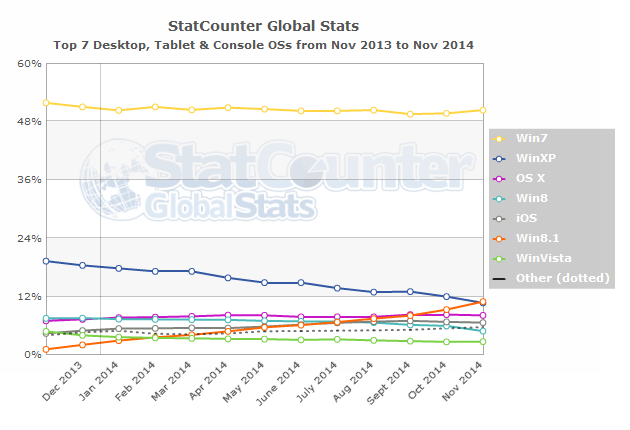 StatCounter Global Stats
Top 7 Desktop, Tablet & Console OSs from Nov 2013 to Nov 2014
60%
48%
36%
24%
12%
0%
StatCounter
GlobalStats
Win7
WinXP
OS X
Win8
iOS
Win8.1
WinVista
Other (dotted)
Dec 2013
Jan 2014
Feb 2014
Mar 2014
Apr 2014
May 2014
June 2014
July 2014
Aug 2014
Sept 2014
Oct 2014
Nov 2014